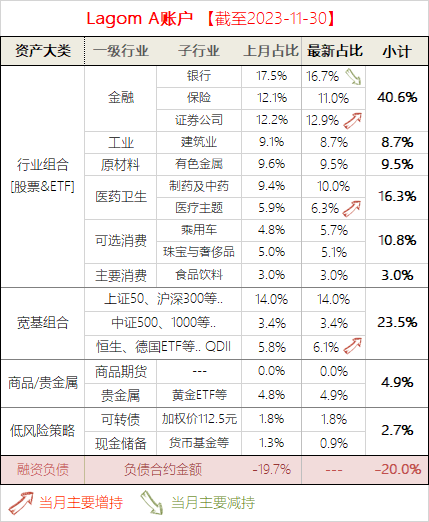 Lagom A账户 【截至2023-11-30】
资产大类 一级行业 子行业 上月占比 最新占比 小计
行业组合 [股票&ETF] 金融 银行 17.5% 16.7% 40.6%
保险 12.1% 11.0%
证券公司 12.2% 12.9%
工业 建筑业 9.1% 8.7% 8.7%
原材料 有色金属 9.6% 9.5% 9.5%
医药卫生 制药及中药 9.4% 10.0% 16.3%
医疗主题 5.9% 6.3%
可选消费 乘用车 4.8% 5.7% 10.8%
珠宝与奢侈品 5.0% 5.1%
主要消费 食品饮料 3.0% 3.0% 3.0%
宽基组合 上证50、沪深300等.. 14.0% 14.0% 23.5%
中证500、1000等.. 3.4% 3.4%
恒生、德国ETF等.. QDII 5.8% 6.1%
商品/贵金属 商品期货 --- 0.0% 0.0% 4.9%
贵金属 黄金ETF等 4.8% 4.9%
低风险策略 可转债 加权价112.5元 1.8% 1.8% 2.7%
现金储备 货币基金等 1.3% 0.9%
融资负债 负债合约金额 -19.7% --- -20.0%
当月主要增持 当月主要减持